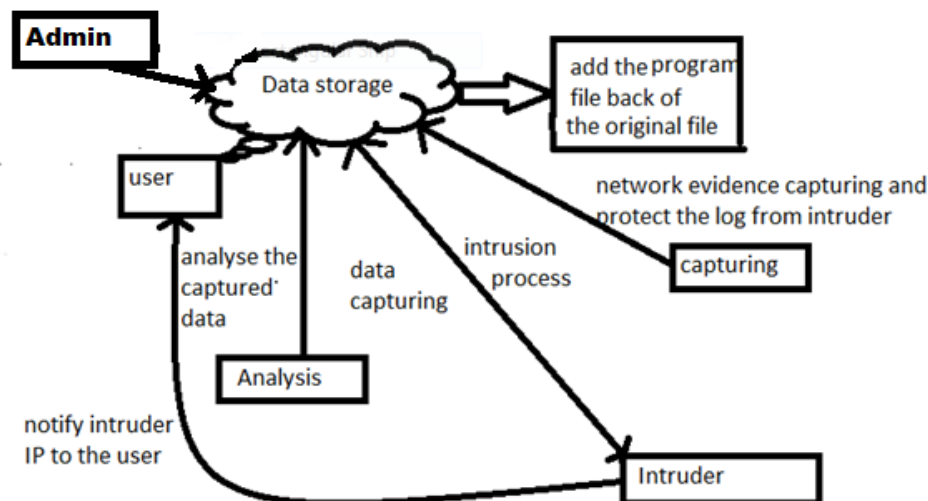 Admin
Data storage
add the program
file back of
the original file
user
network evidence capturing and
protect the log from intruder
capturing
analyse the
captured
data
data
capturing
intrusion
process
Analysis
notify intruder
IP to the user
Intruder